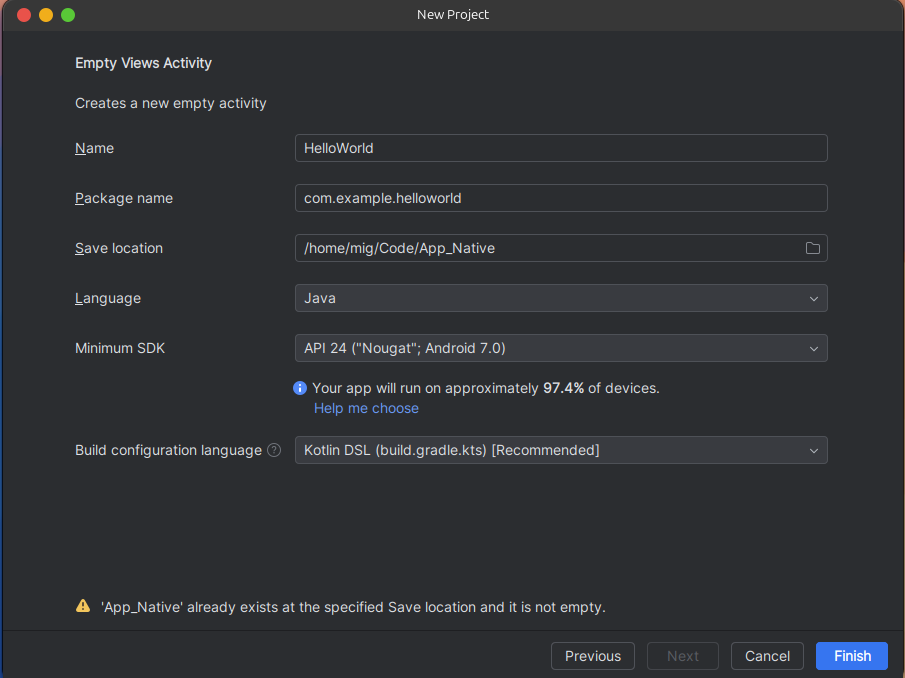 New Project
Empty Views Activity
Creates a new empty activity
Name HelloWorld
Package name com.example.helloworld
Save location /home/mig/Code/App_Native
Language Java
Minimum SDK API 24 ("Nougat"; Android 7.0)
Your app will run on approximately 97.4% of devices.
Help me choose
Build configuration language ? Kotlin DSL (build.gradle.kts) [Recommended]
'App_Native' already exists at the specified Save location and it is not empty.
Previous Next Cancel Finish